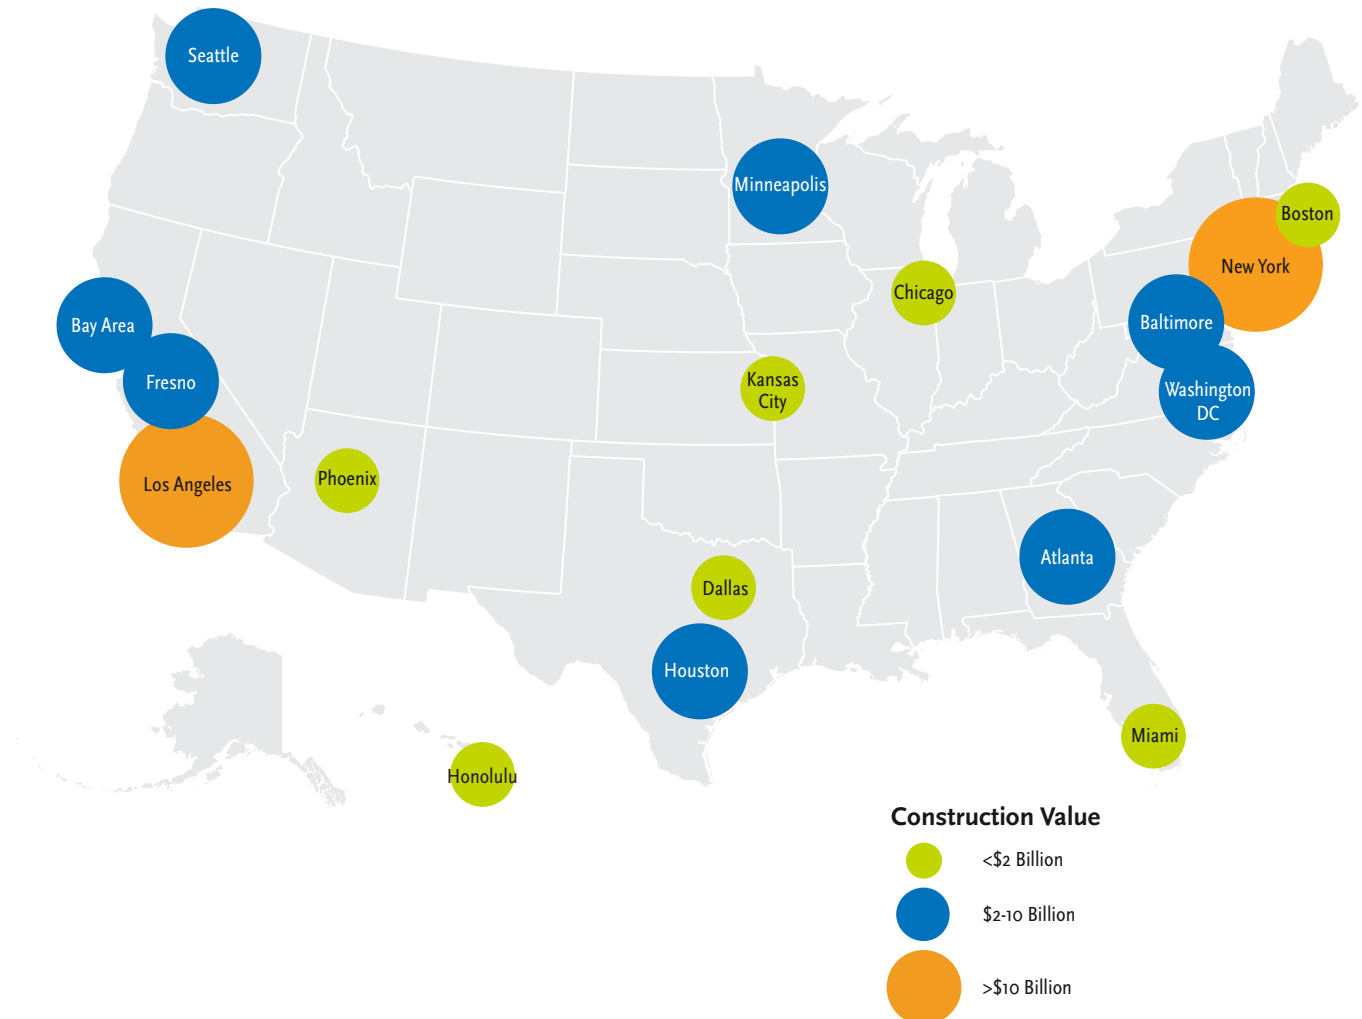 Seattle
Minneapolis
Boston
New York
Chicago
Bay Area
Baltimore
Fresno
Kansas
City
Washington
DC
Los Angeles
Phoenix
Atlanta
Dallas
Houston
Miami
Honolulu
Construction Value
<$2 Billion
$2-10 Billion
>$10 Billion